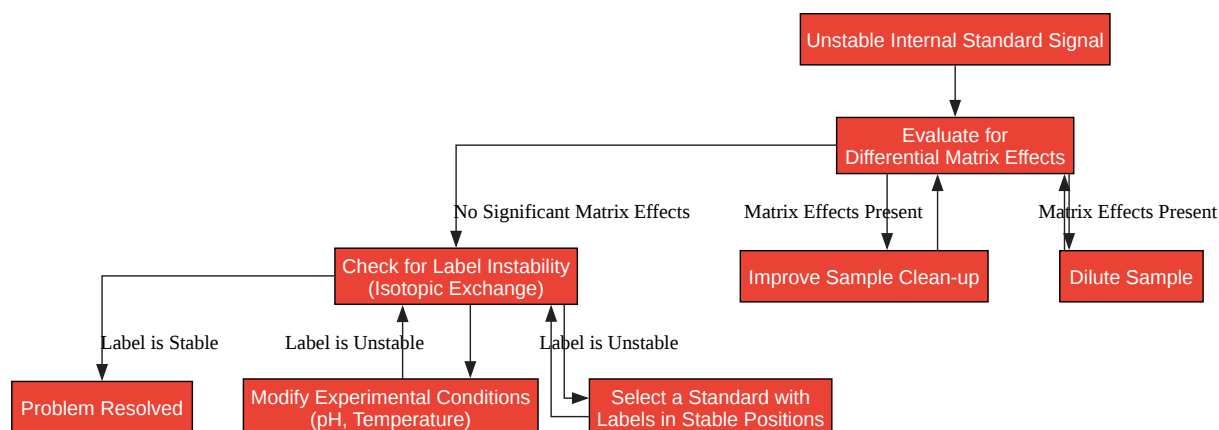 Unstable Internal Standard Signal
Evaluate for
Differential Matrix Effects
No Significant Matrix Effects
Matrix Effects Present
Matrix Effects Present
Check for Label Instability
(Isotopic Exchange)
Improve Sample Clean-up
Dilute Sample
Label is Stable
Label is Unstable
Label is Unstable
Problem Resolved
Modify Experimental Conditions
(pH, Temperature)
Select a Standard with
Labels in Stable Positions